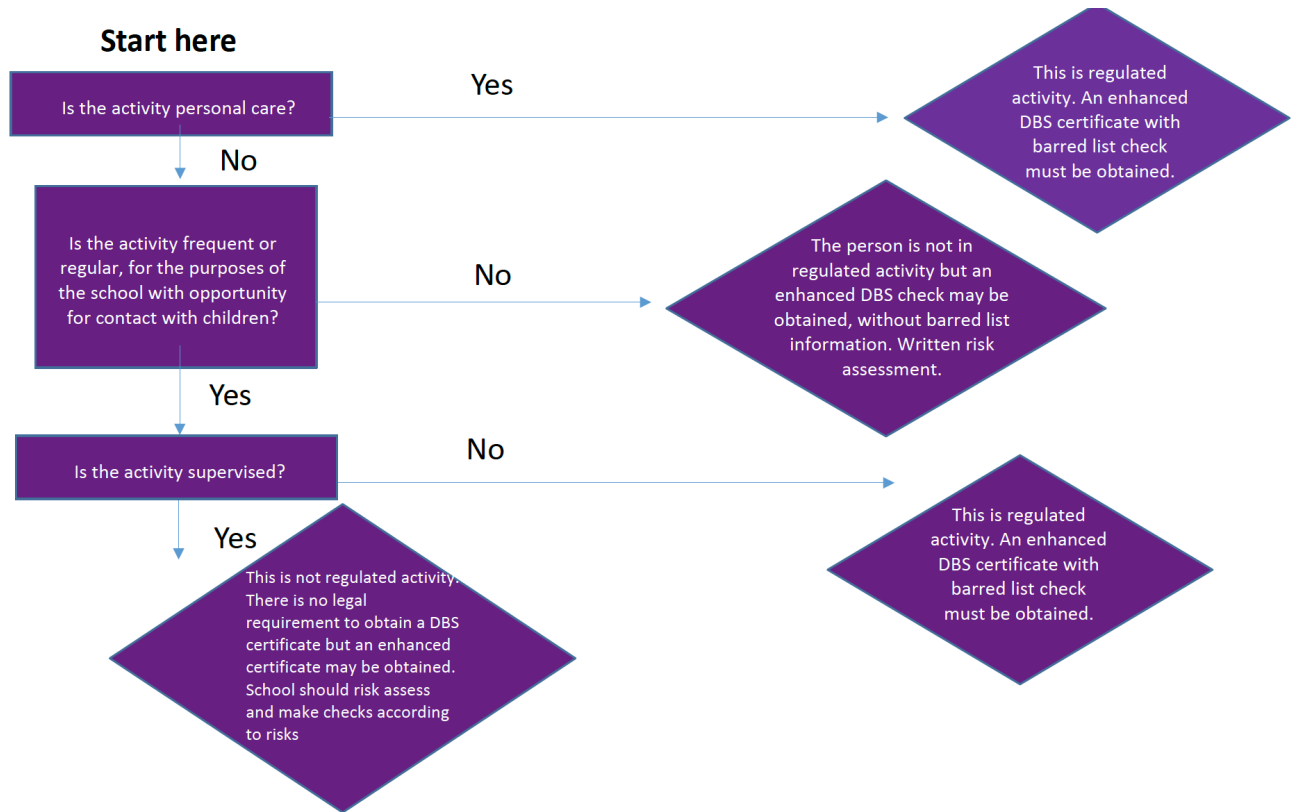 Start here
Is the activity personal care?
Yes
This is regulated
activity. An enhanced
DBS certificate with
barred list check
must be obtained.
No
Is the activity frequent or
regular, for the purposes of
the school with opportunity
for contact with children?
No
The person is not in
regulated activity but an
enhanced DBS check may be
obtained, without barred list
information. Written risk
assessment.
Yes
Is the activity supervised?
No
This is regulated
activity. An enhanced
DBS certificate with
barred list check
must be obtained.
Yes
This is not regulated activity.
There is no legal
requirement to obtain a DBS
certificate but an enhanced
certificate may be obtained.
School should risk assess
and make checks according
to risks